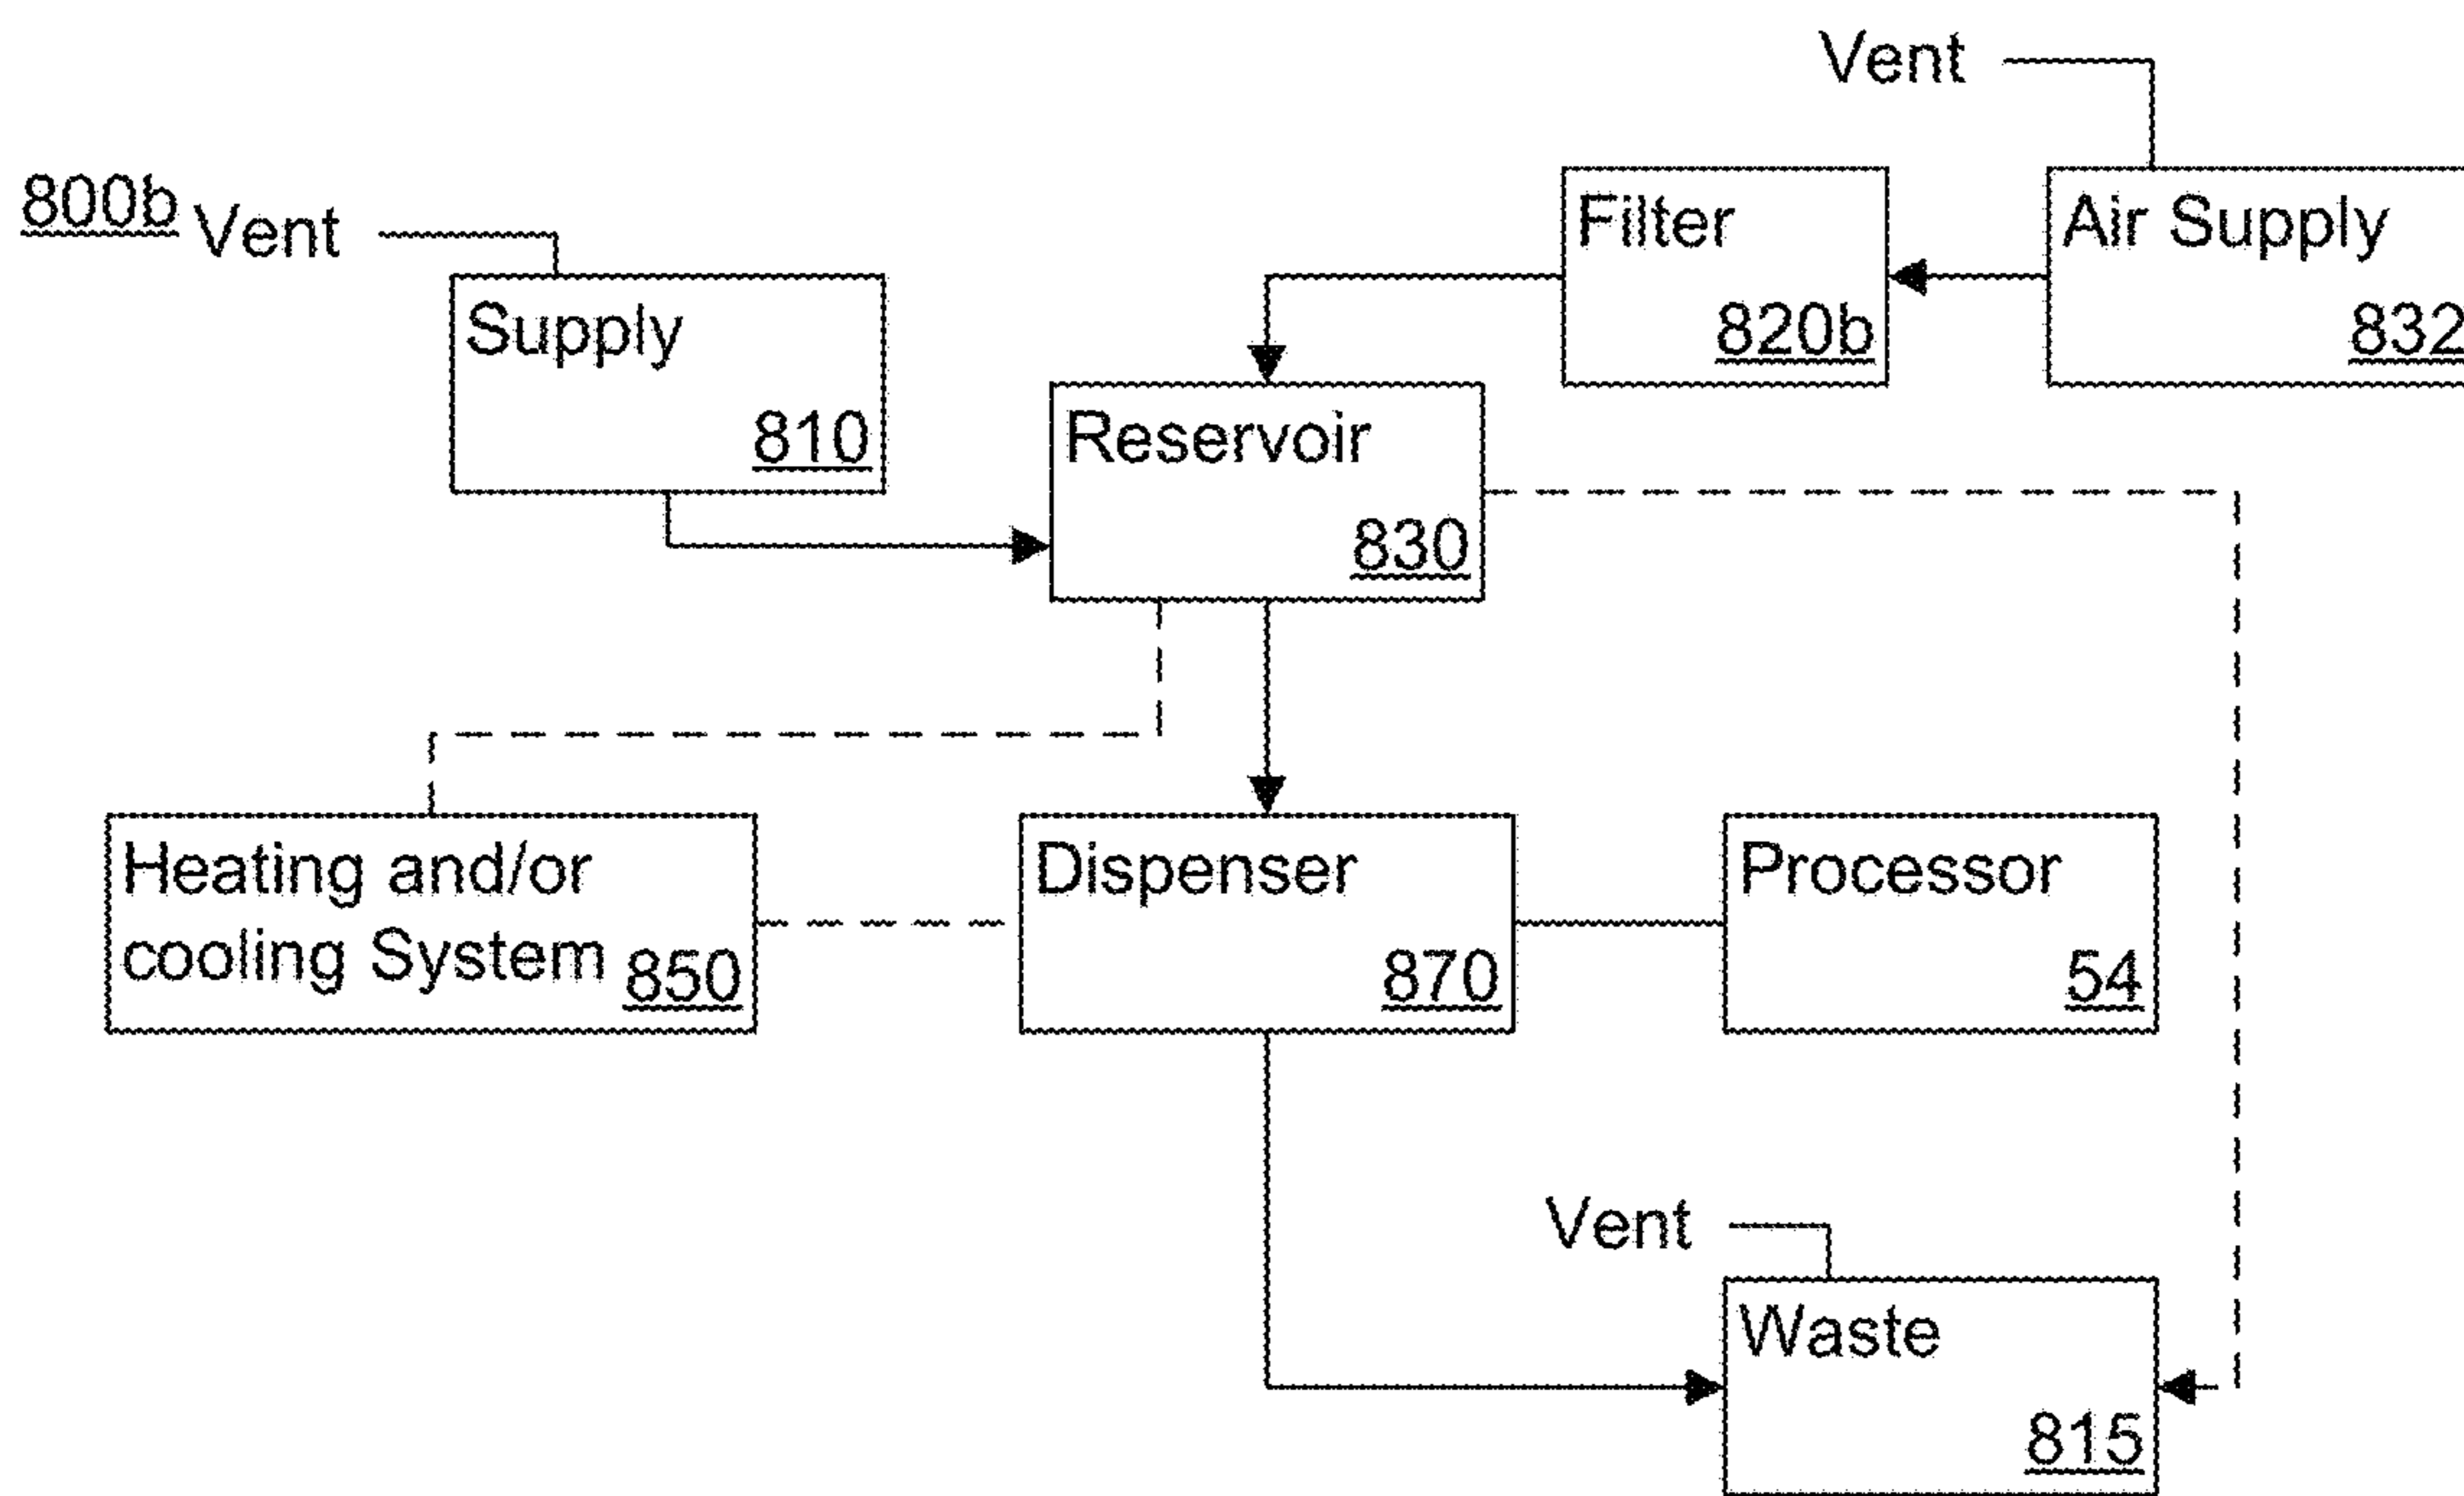 Vent
800b Vent
Filter
820b
Air Supply
832
Supply
810
Reservoir
830
Heating and/or
cooling System 850
Dispenser
870
Processor
54
Vent
Waste
815